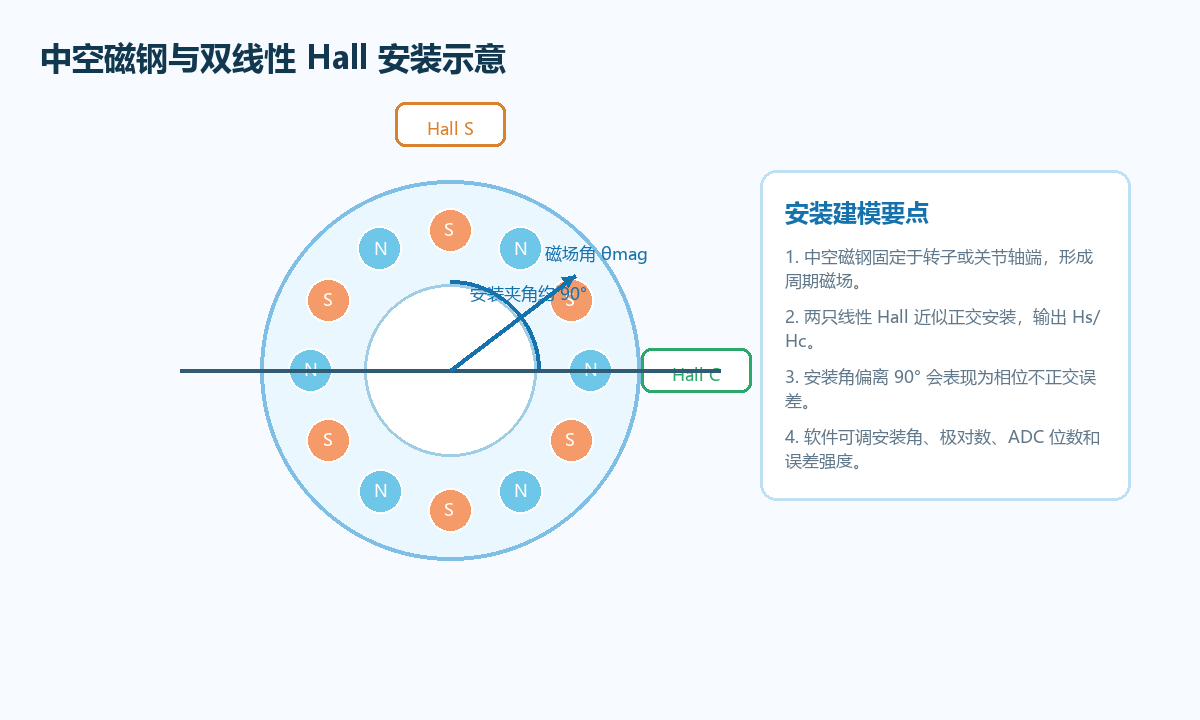 中空磁钢与双线性 Hall 安装示意
Hall S
S
N
N
磁场角 θmag
安装夹角约 90°
S
S
N
N
Hall C
S
S
N
N
S
安装建模要点
1. 中空磁钢固定于转子或关节轴端，形成
周期磁场。
2. 两只线性 Hall 近似正交安装，输出 Hs/
Hc。
3. 安装角偏离 90° 会表现为相位不正交误
差。
4. 软件可调安装角、极对数、ADC 位数和
误差强度。